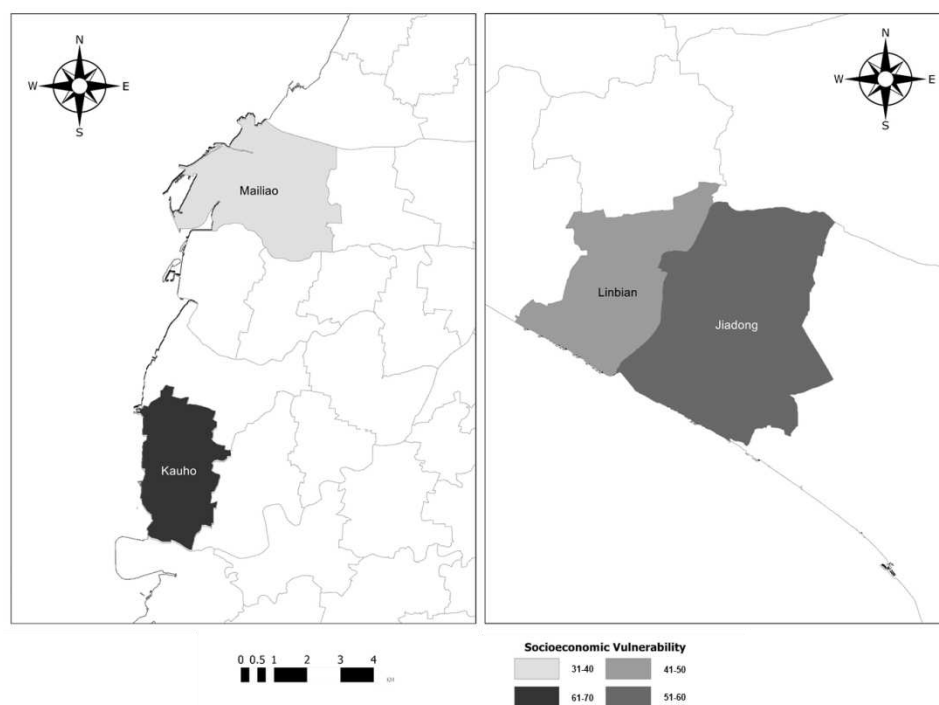 N
W E
S
Mailiao
Kauho
N
W E
S
Linbian
Jiadong
0 0.5 1 2 3 4
Socioeconomic Vulnerability
31-40 41-50
61-70 51-60